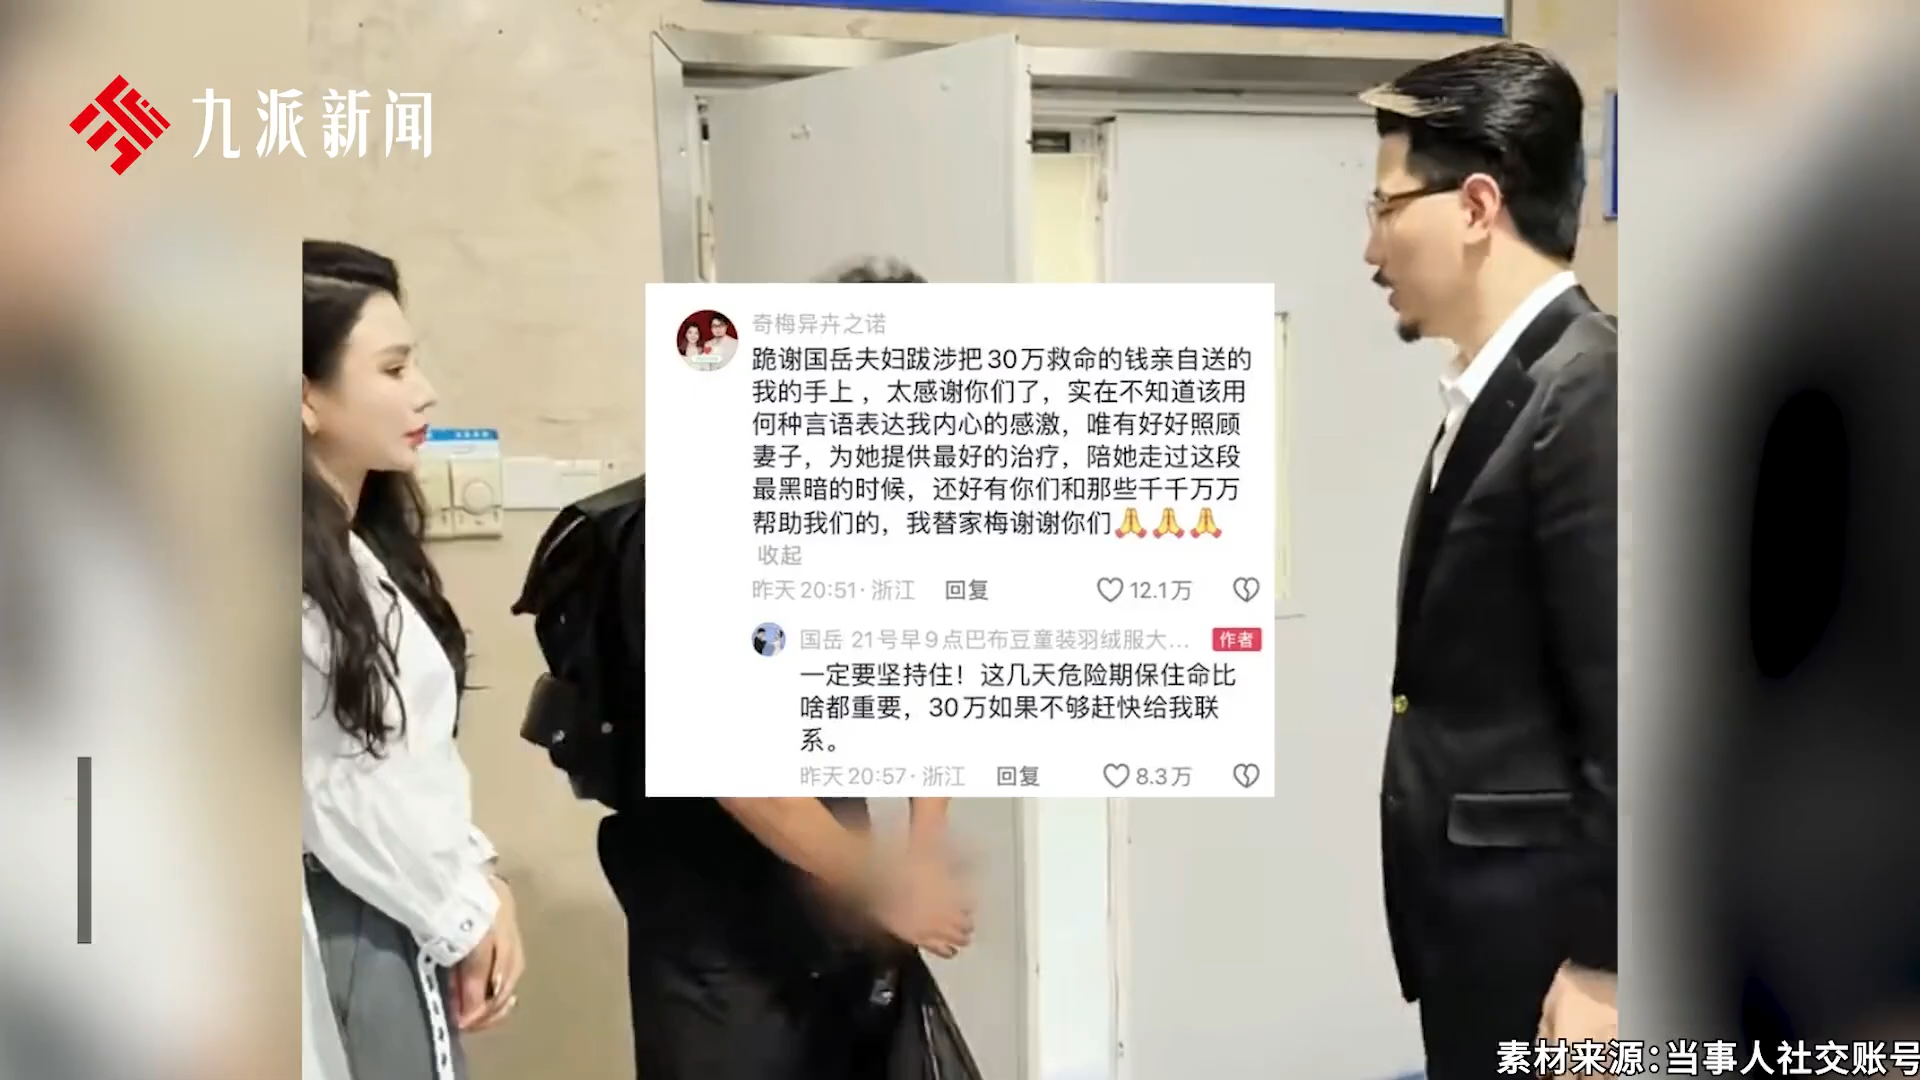 九派新闻
奇梅异卉之诺
跪谢国岳夫妇跋涉把30万救命的钱亲自送的
我的手上，太感谢你们了，实在不知道该用
何种言语表达我内心的感激，唯有好好照顾
妻子，为她提供最好的治疗，陪她走过这段
最黑暗的时候，还好有你们和那些千千万万
帮助我们的，我替家梅谢谢你们🙏🙏🙏
收起
昨天20:51·浙江 回复 12.1万
国岳 21号早9点巴布豆童装羽绒服大... 作者
一定要坚持住！这几天危险期保住命比
啥都重要，30万如果不够赶快给我联
系。
昨天20:57·浙江 回复 8.3万
素材来源:当事人社交账号